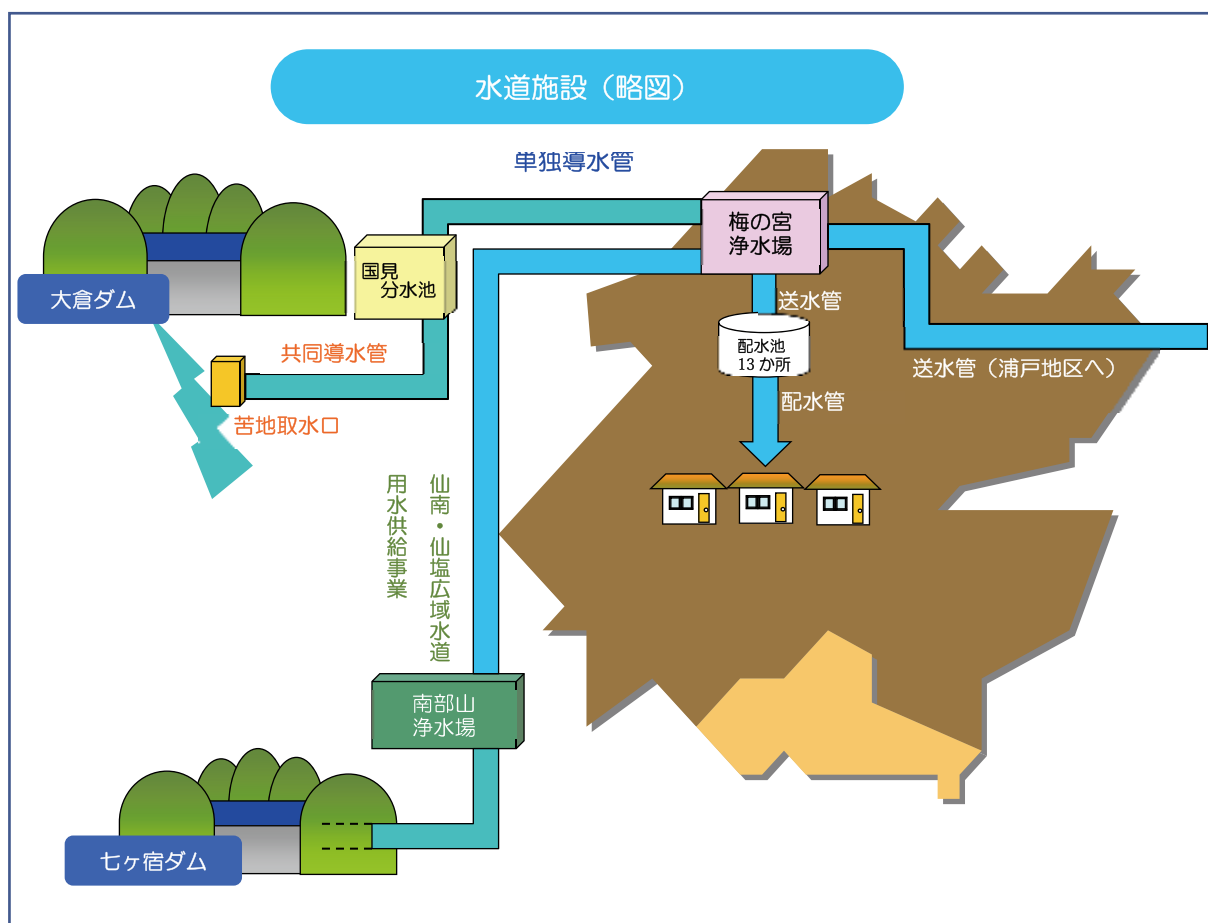 水道施設（略図）
単独導水管
梅の宮
浄水場
国見
分水池
大倉ダム
送水管
配水池
13か所
共同導水管
送水管（浦戸地区へ）
配水管
苦地取水口
仙南・仙塩広域水道
用水供給事業
南部山
浄水場
七ヶ宿ダム